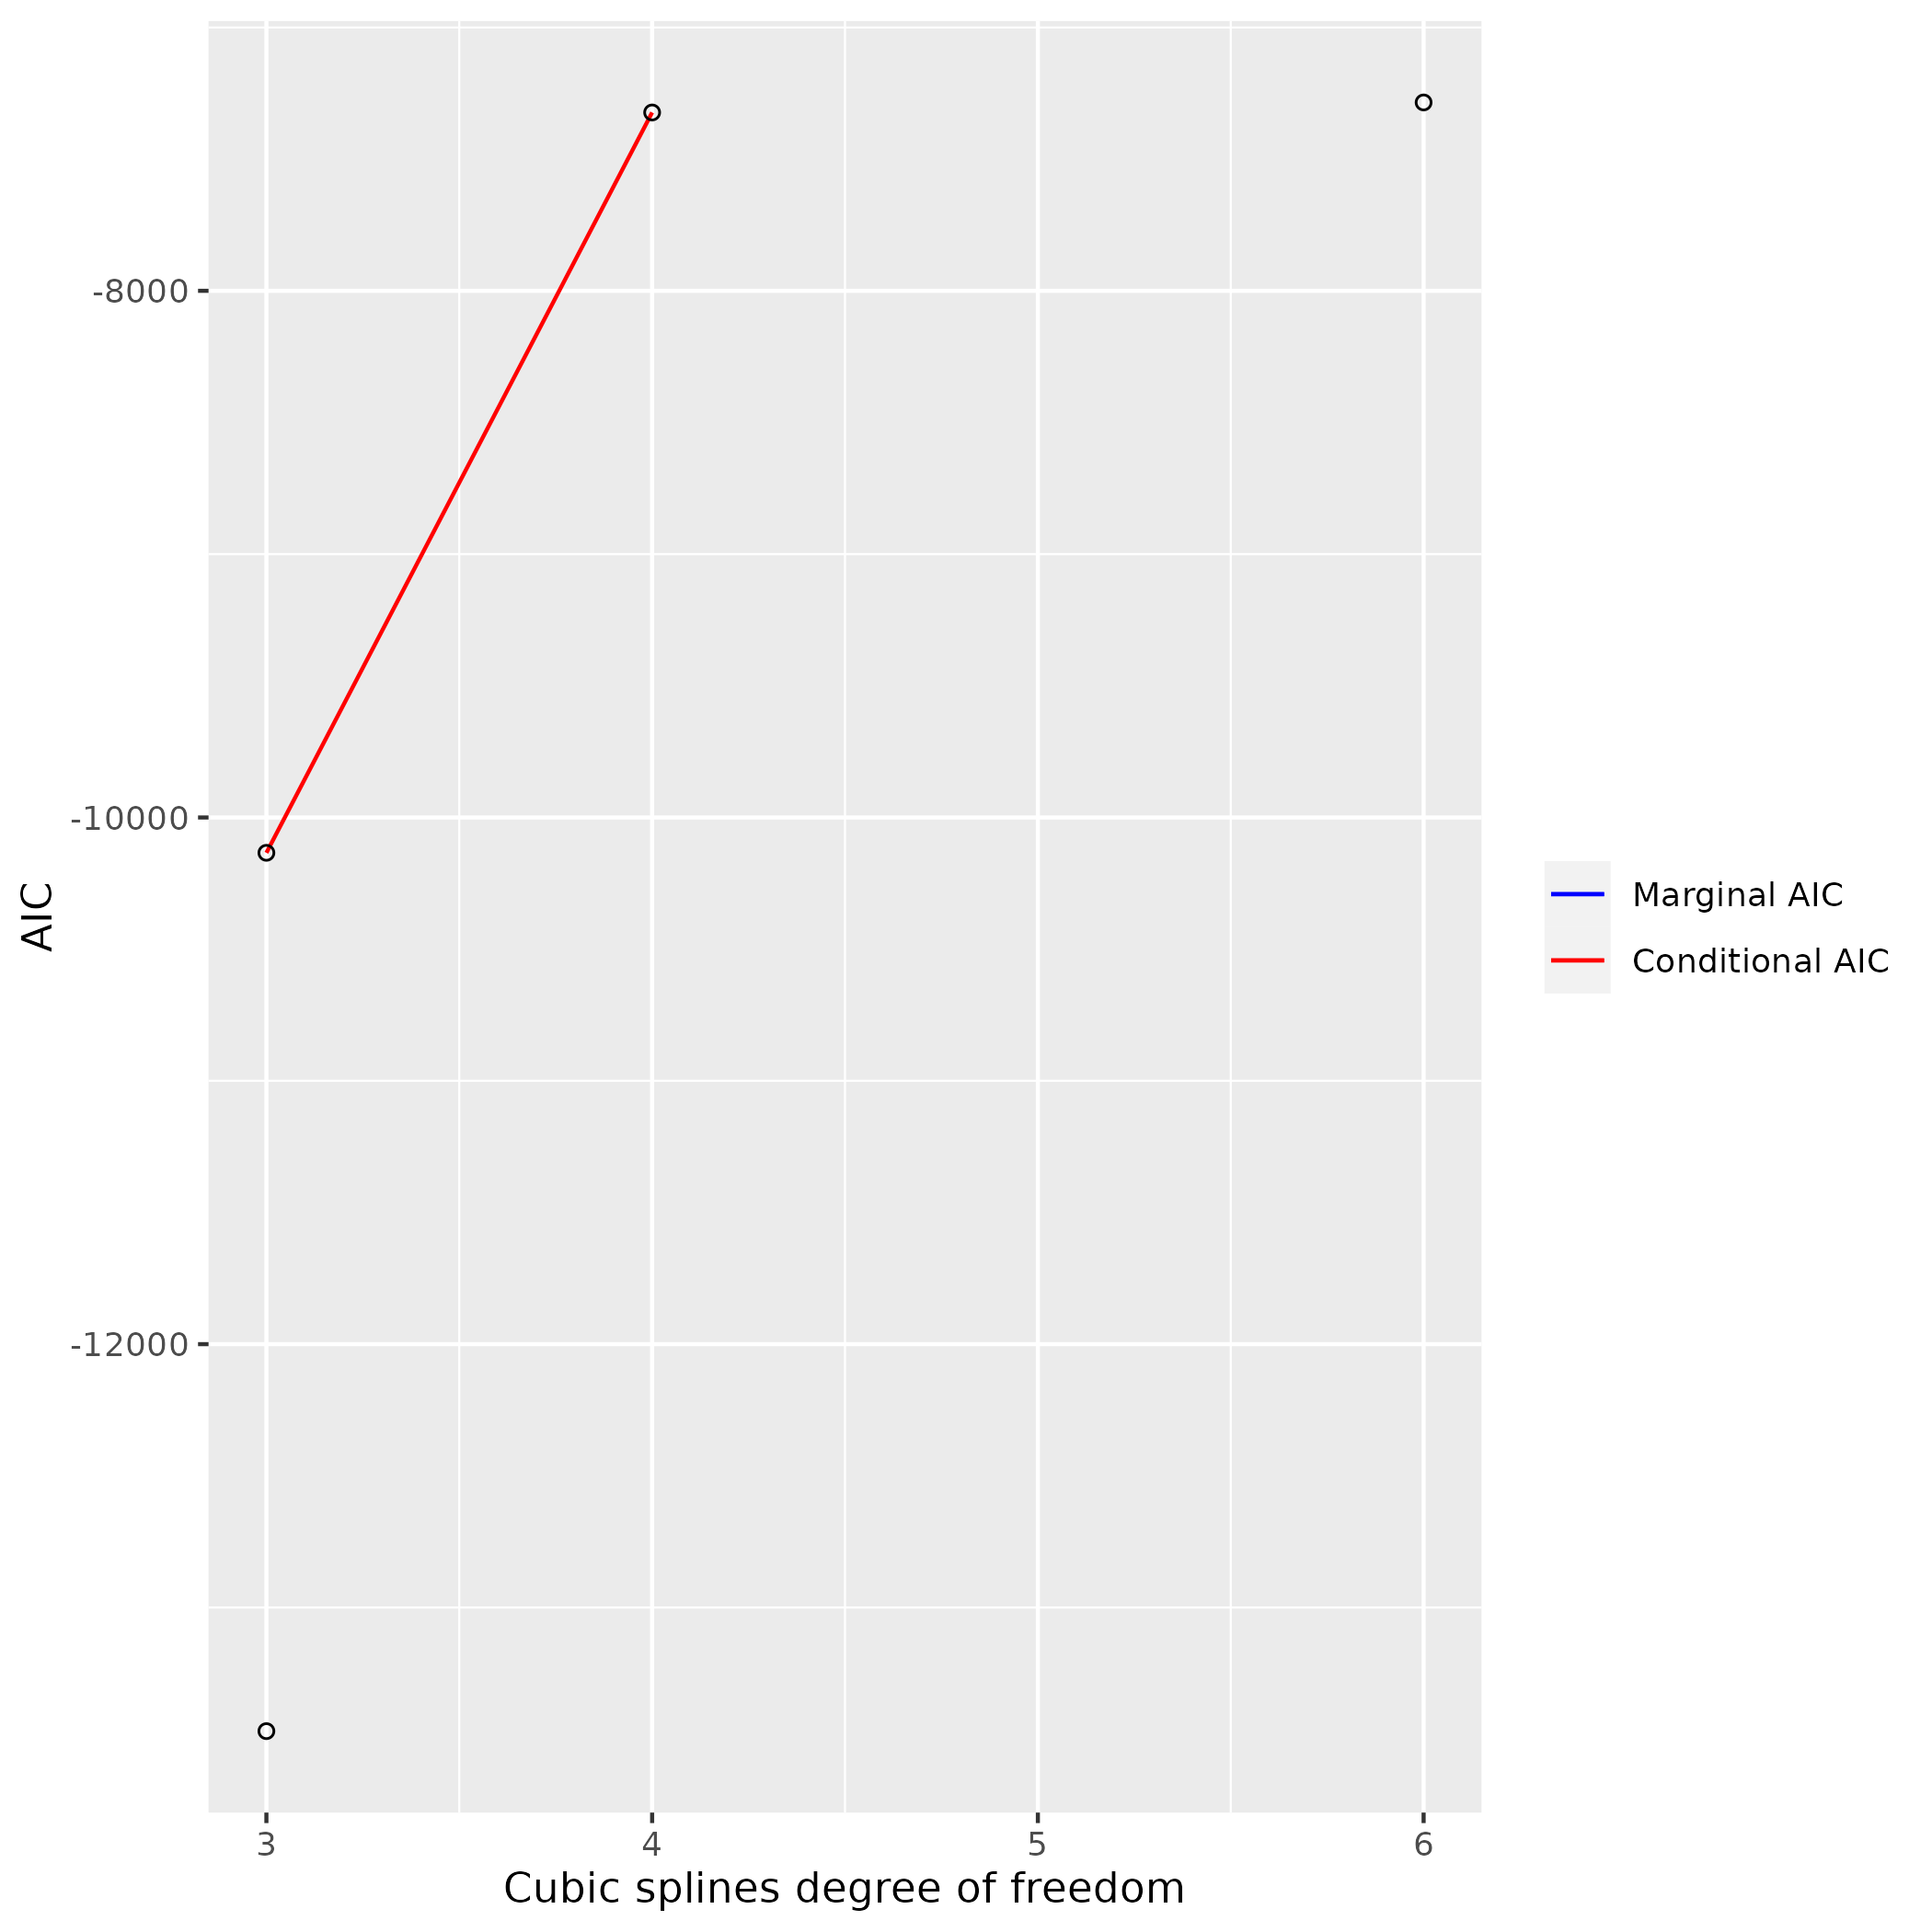 -8000
-10000
-12000
AIC
3 4 5 6
Cubic splines degree of freedom
Marginal AIC
Conditional AIC